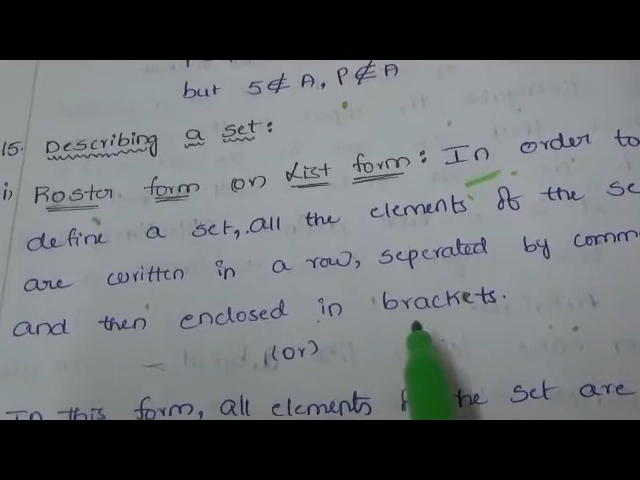 but 5∉A, P∉A
15. Describing a set:
i) Roster form (or) List form: In order to
define a set, all the elements of the se
are written in a row, seperated by comm
and then enclosed in brackets.
(or)
In this form, all elements the set are